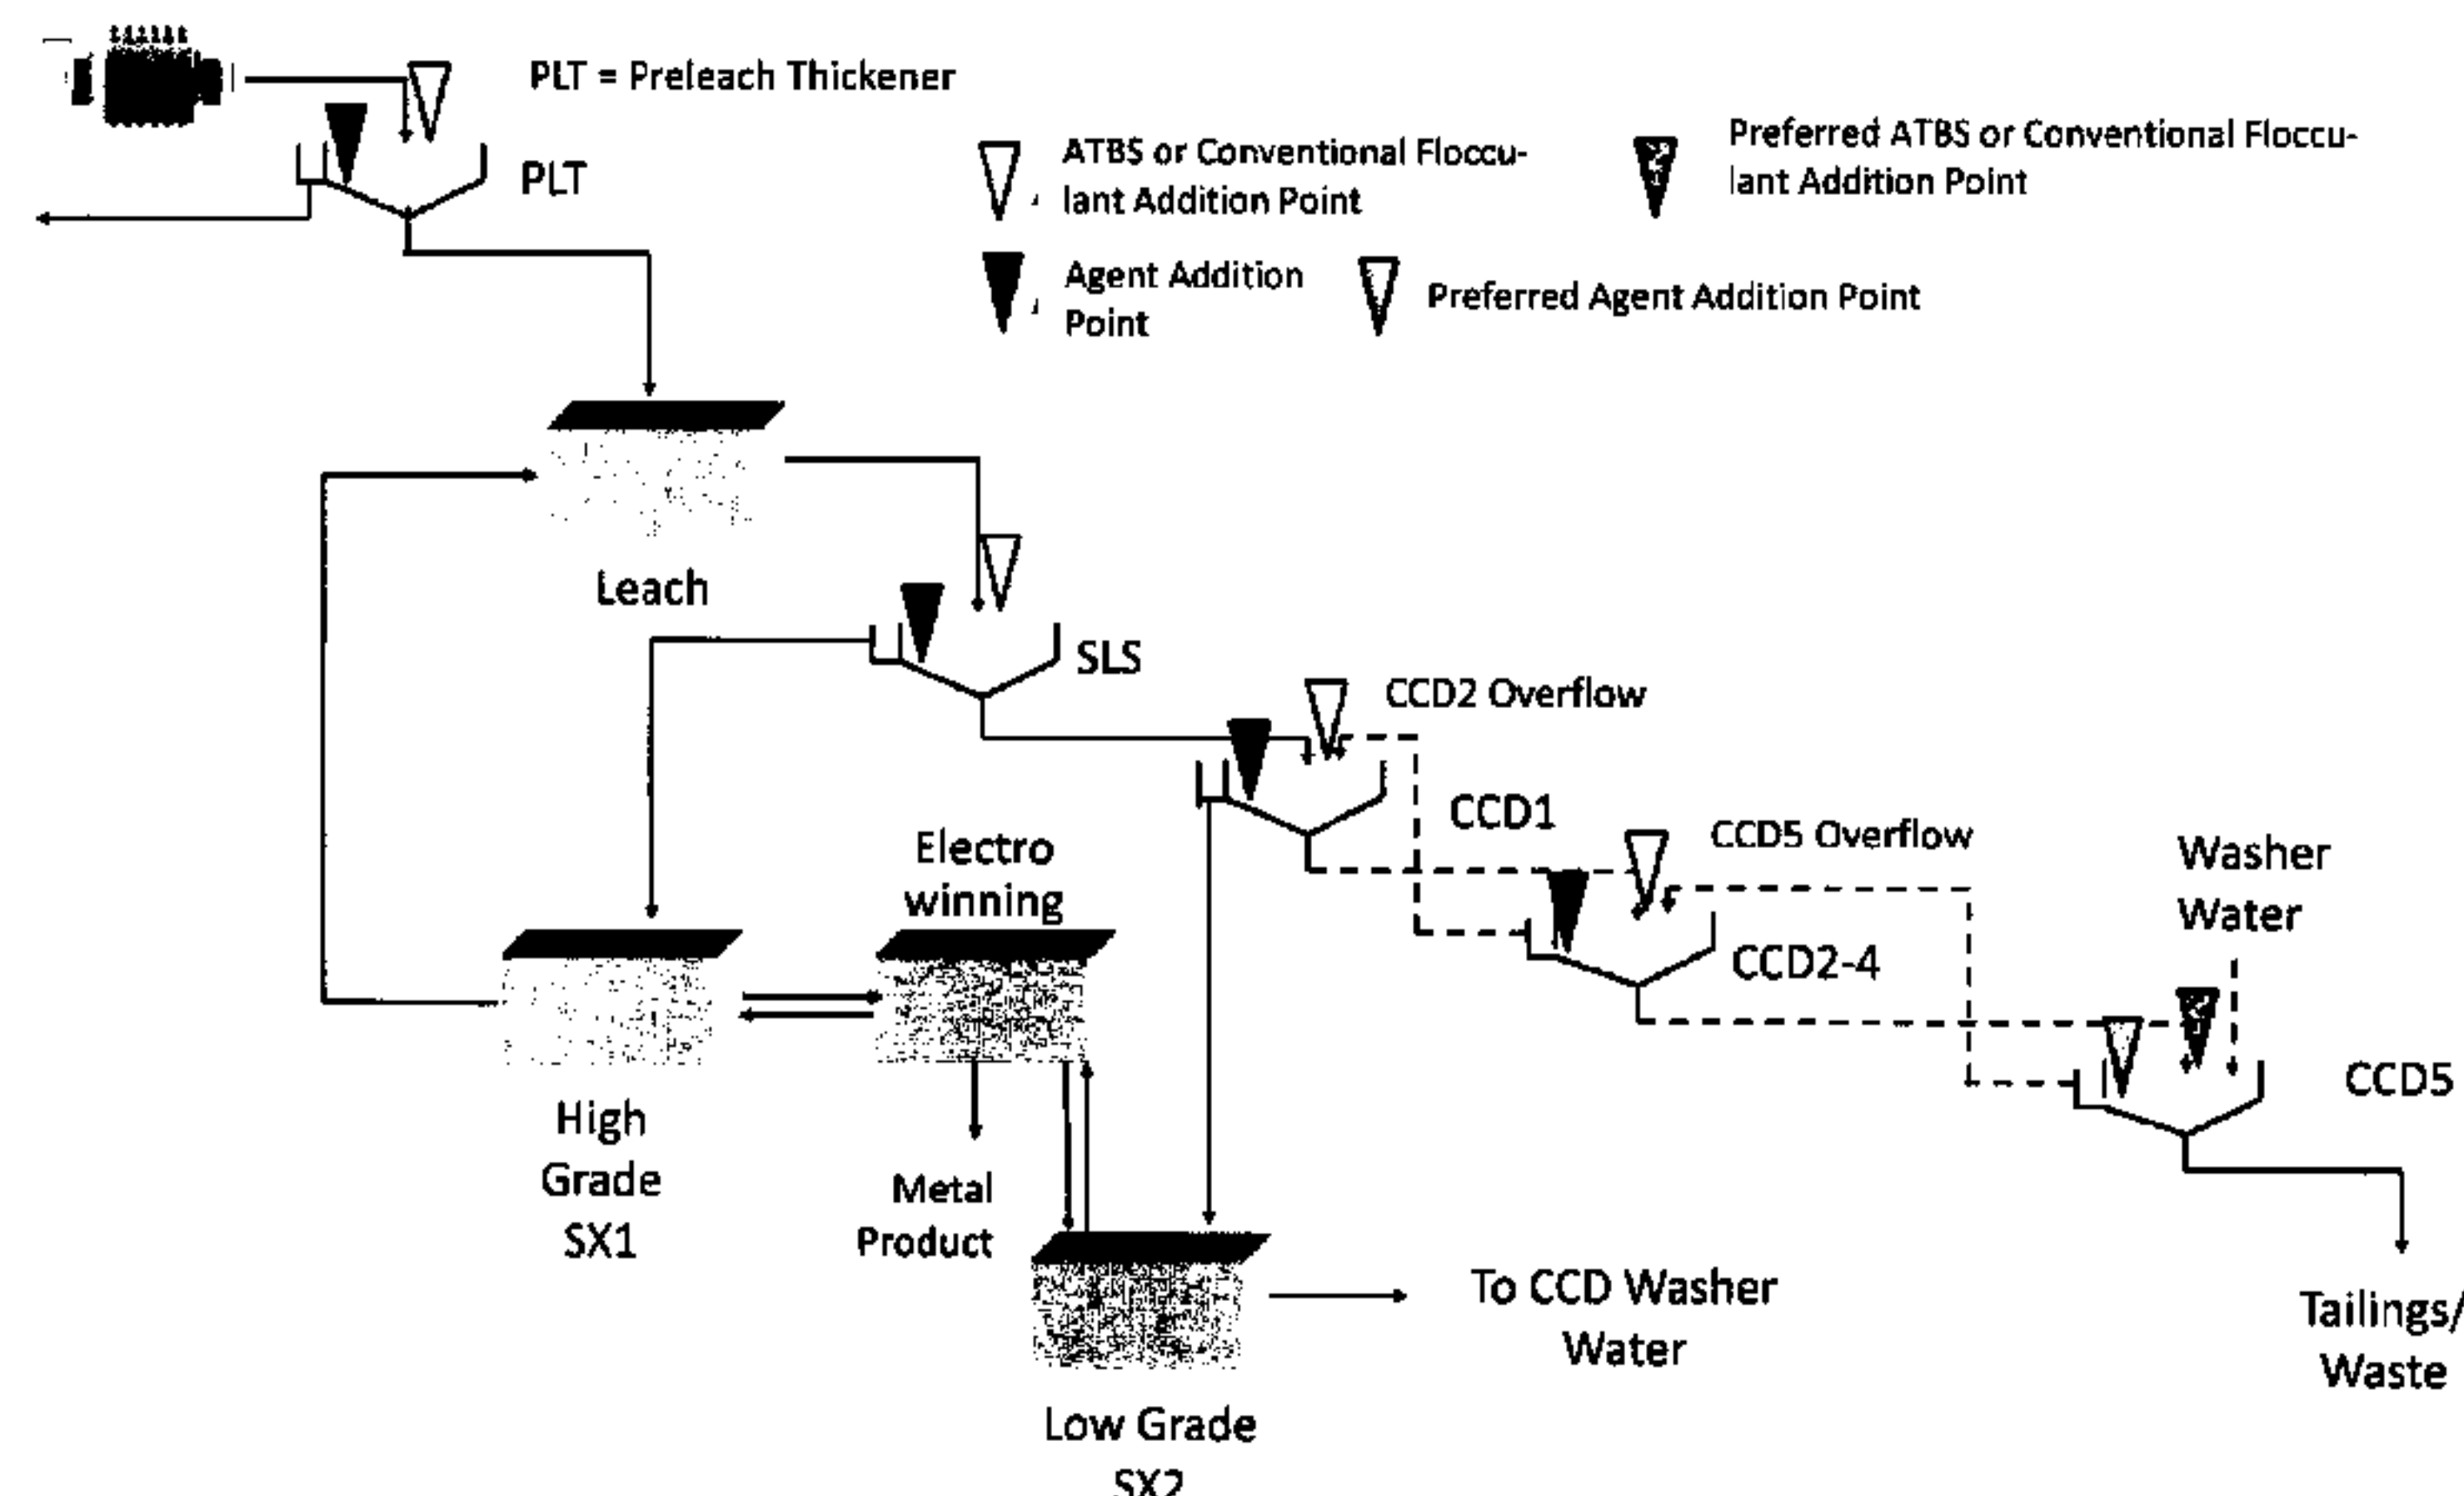 PLT = Preleach Thickener
PLT
ATBS or Conventional Floccu-
lant Addition Point
Preferred ATBS or Conventional Floccu-
lant Addition Point
Agent Addition
Point
Preferred Agent Addition Point
Leach
SLS
CCD2 Overflow
CCD1
CCD5 Overflow
Washer
Water
CCD2-4
CCD5
Electro
winning
High
Grade
SX1
Metal
Product
To CCD Washer
Water
Tailings/
Waste
Low Grade
SX2